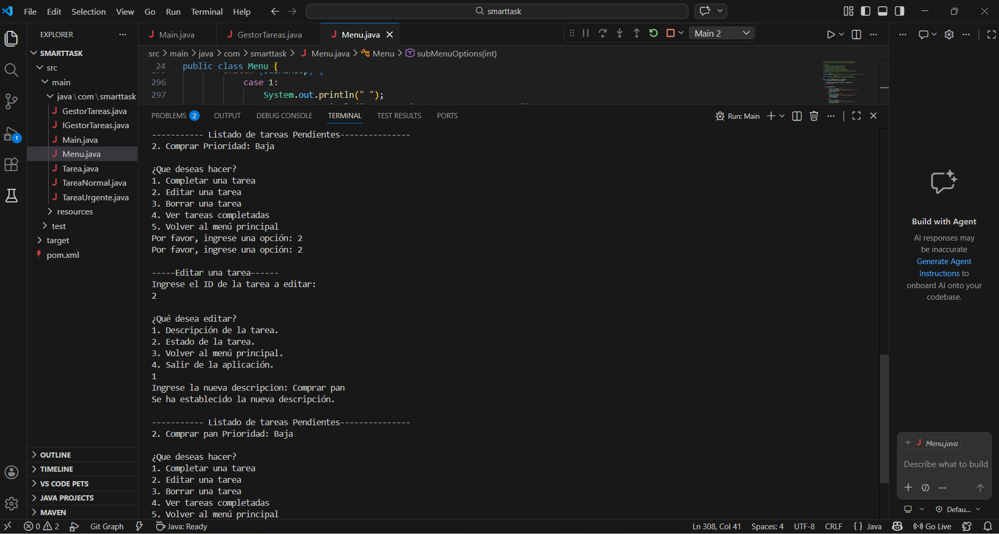 File Edit Selection View Go Run Terminal Help
smarttask
EXPLORER
Main.java
GestorTareas.java
Menu.java
Main 2
SMARTTASK
src
main
java\com\smarttask
GestorTareas.java
IGestorTareas.java
Main.java
Menu.java
Tarea.java
TareaNormal.java
TareaUrgente.java
resources
test
target
pom.xml
1
src > main > java > com > smarttask > Menu.java > Menu > subMenuOptions(int)
24 public class Menu {
296 case 1:
297 System.out.println(" ");
PROBLEMS 2 OUTPUT DEBUG CONSOLE TERMINAL TEST RESULTS PORTS
Run: Main
----------- Listado de tareas Pendientes---------------
2. Comprar Prioridad: Baja
¿Que deseas hacer?
1. Completar una tarea
2. Editar una tarea
3. Borrar una tarea
4. Ver tareas completadas
5. Volver al menú principal
Por favor, ingrese una opción: 2
Por favor, ingrese una opción: 2
-----Editar una tarea------
Ingrese el ID de la tarea a editar:
2
¿Qué desea editar?
1. Descripción de la tarea.
2. Estado de la tarea.
3. Volver al menú principal.
4. Salir de la aplicación.
1
Ingrese la nueva descripcion: Comprar pan
Se ha establecido la nueva descripción.
----------- Listado de tareas Pendientes---------------
2. Comprar pan Prioridad: Baja
¿Que deseas hacer?
1. Completar una tarea
2. Editar una tarea
3. Borrar una tarea
4. Ver tareas completadas
5. Volver al menú principal
Build with Agent
AI responses may
be inaccurate
Generate Agent
Instructions to
onboard AI onto your
codebase.
Menu.java
Describe what to build
Defau...
OUTLINE
TIMELINE
VS CODE PETS
JAVA PROJECTS
MAVEN
0 2 Git Graph Java: Ready
Ln 308, Col 41 Spaces: 4 UTF-8 CRLF {} Java Go Live